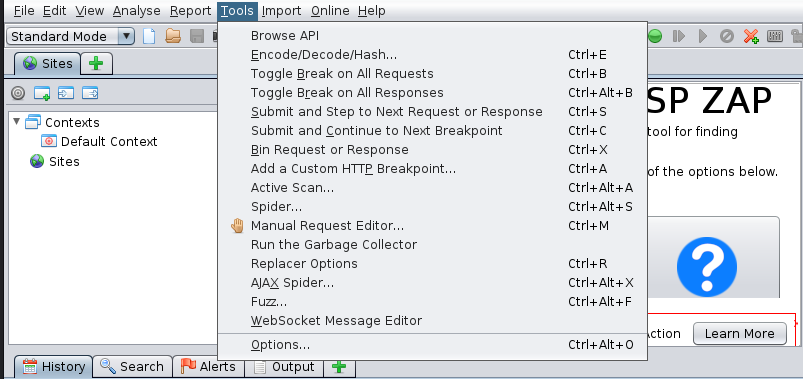 File Edit View Analyse Report Tools Import Online Help
Standard Mode
Sites
Contexts
Default Context
Sites
Browse API
Encode/Decode/Hash... Ctrl+E
Toggle Break on All Requests Ctrl+B
Toggle Break on All Responses Ctrl+Alt+B
Submit and Step to Next Request or Response Ctrl+S
Submit and Continue to Next Breakpoint Ctrl+C
Bin Request or Response Ctrl+X
Add a Custom HTTP Breakpoint... Ctrl+A
Active Scan... Ctrl+Alt+A
Spider... Ctrl+Alt+S
Manual Request Editor... Ctrl+M
Run the Garbage Collector
Replacer Options Ctrl+R
AJAX Spider... Ctrl+Alt+X
Fuzz... Ctrl+Alt+F
WebSocket Message Editor
Options... Ctrl+Alt+O
SP ZAP
tool for finding
of the options below.
?
Action Learn More
History Search Alerts Output